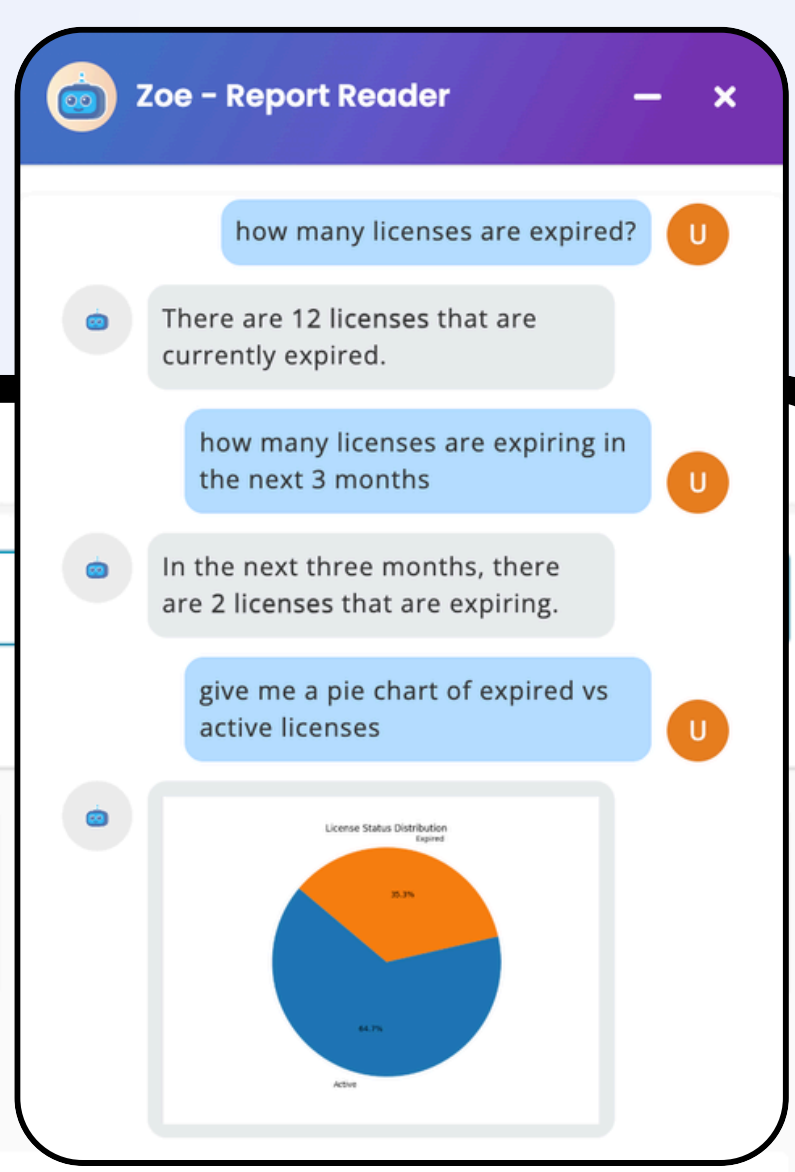 Zoe – Report Reader
how many licenses are expired?
U
There are 12 licenses that are
currently expired.
how many licenses are expiring in
the next 3 months
U
In the next three months, there
are 2 licenses that are expiring.
give me a pie chart of expired vs
active licenses
U
License Status Distribution
Expired
35.3%
64.7%
Active